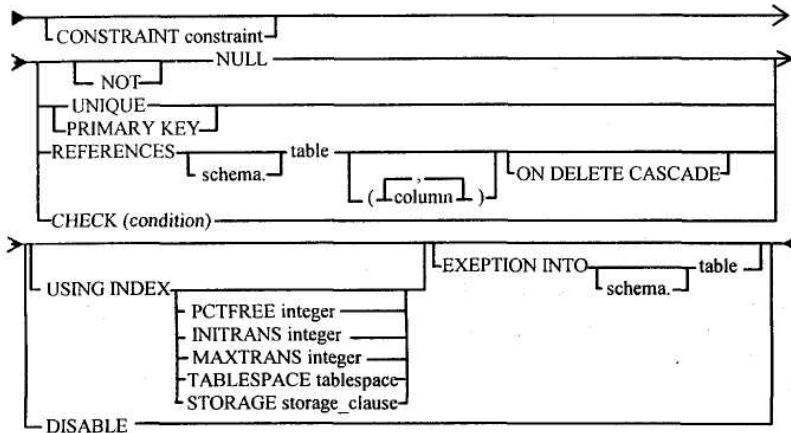 CONSTRAINT constraint
NULL
NOT
UNIQUE
PRIMARY KEY
REFERENCES table
schema.
,
( column )
ON DELETE CASCADE
CHECK (condition)
USING INDEX
EXEPTION INTO table
schema.
PCTFREE integer
INITRANS integer
MAXTRANS integer
TABLESPACE tablespace
STORAGE storage_clause
DISABLE